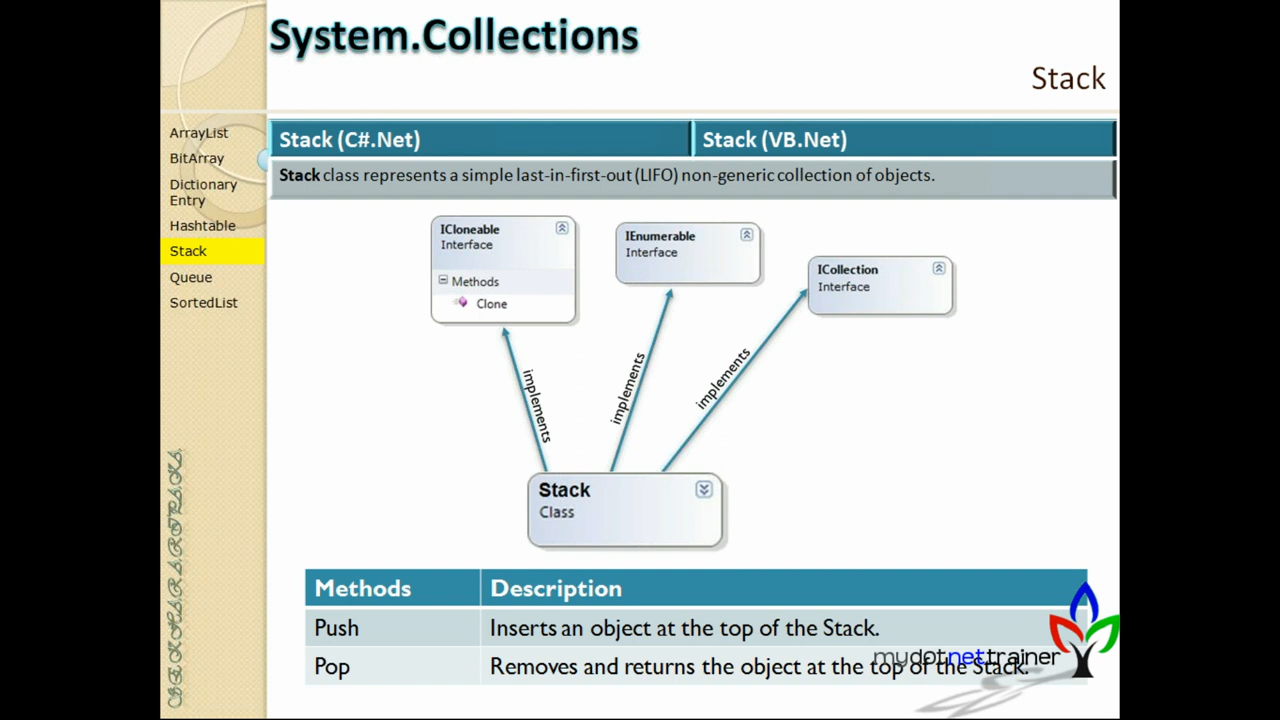 System.Collections
Stack
ArrayList
BitArray
Dictionary
Entry
Hashtable
Stack
Queue
SortedList
Stack (C#.Net)
Stack (VB.Net)
Stack class represents a simple last-in-first-out (LIFO) non-generic collection of objects.
ICloneable
Interface
Methods
Clone
IEnumerable
Interface
ICollection
Interface
implements
implements
implements
Stack
Class
Methods
Description
Push
Inserts an object at the top of the Stack.
Pop
Removes and returns the object at the top of the Stack.
mydotnettrainer